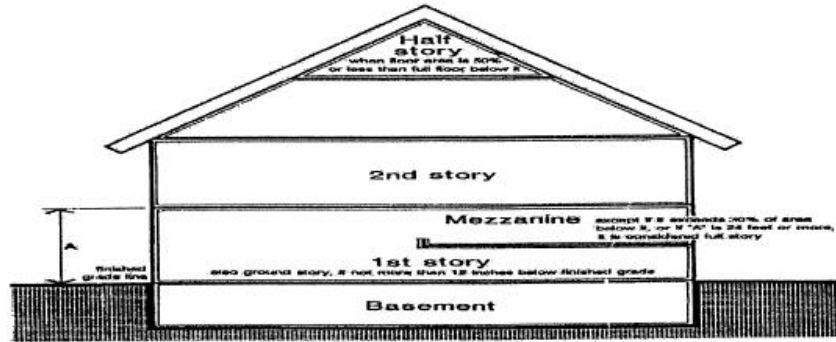 Half
story
when floor area is 50%
or less than full floor below it
2nd story
Mezzanine
except if it exceeds 30% of area
below it, or if "A" is 24 feet or more,
it is considered full story
A
1st story
also ground story, if not more than 12 inches below finished grade
finished
grade line
Basement